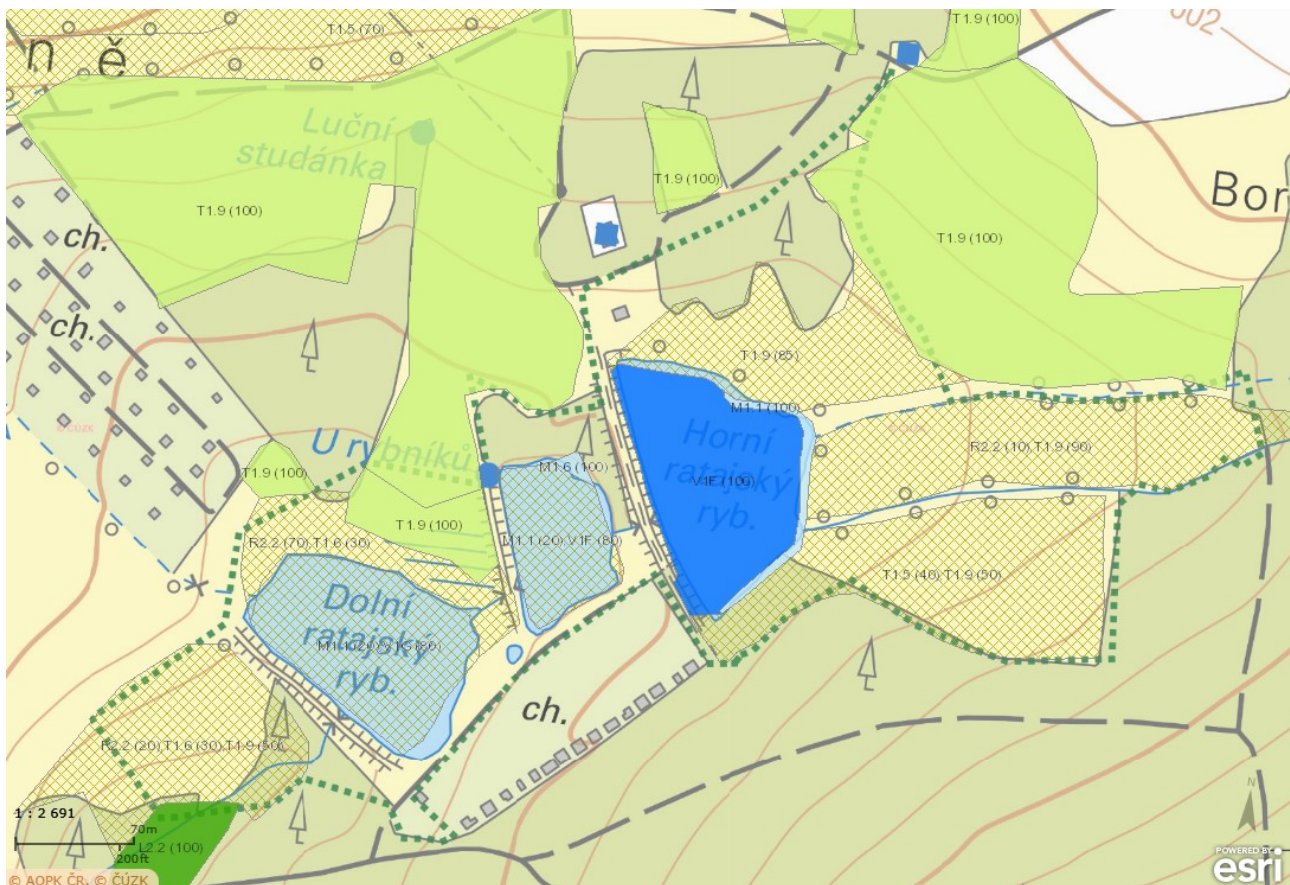 T1.9 (100)
002
T1.5 (70)
n ě
Luční
studánka
T1.9 (100)
T1.9 (100)
Bor
ch.
T1.9 (100)
ch.
T1.9 (85)
© ČÚZK
M1.1 (100)
Horní
ratajský
ryb.
© ČÚZK
U rybníků
R2.2 (10),T1.9 (90)
M1.6 (100)
T1.9 (100)
V1F (100)
T1.9 (100)
R2.2 (70),T1.6 (30)
M1.1 (20),V1F (80)
T1.5 (40),T1.9 (50)
Dolní
ratajský
ryb.
ch.
R2.2 (20),T1.6 (30),T1.9 (50)
1 : 2 691
70m
200ft
L2.2 (100)
N
POWERED BY
esri
© AOPK ČR, © ČÚZK